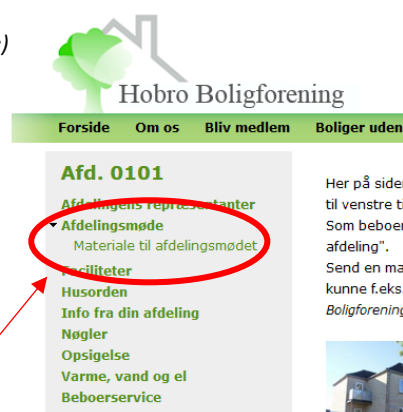 )
Hobro Boligforening
Forside Om os Bliv medlem Boliger uden
Afd. 0101
Afdelingens repræsentanter
Afdelingsmøde
Materiale til afdelingsmødet
Faciliteter
Husorden
Info fra din afdeling
Nøgler
Opsigelse
Varme, vand og el
Beboerservice
Her på siden
til venstre ti
Som beboer
afdeling".
Send en ma
kunne f.eks.
Boligforening